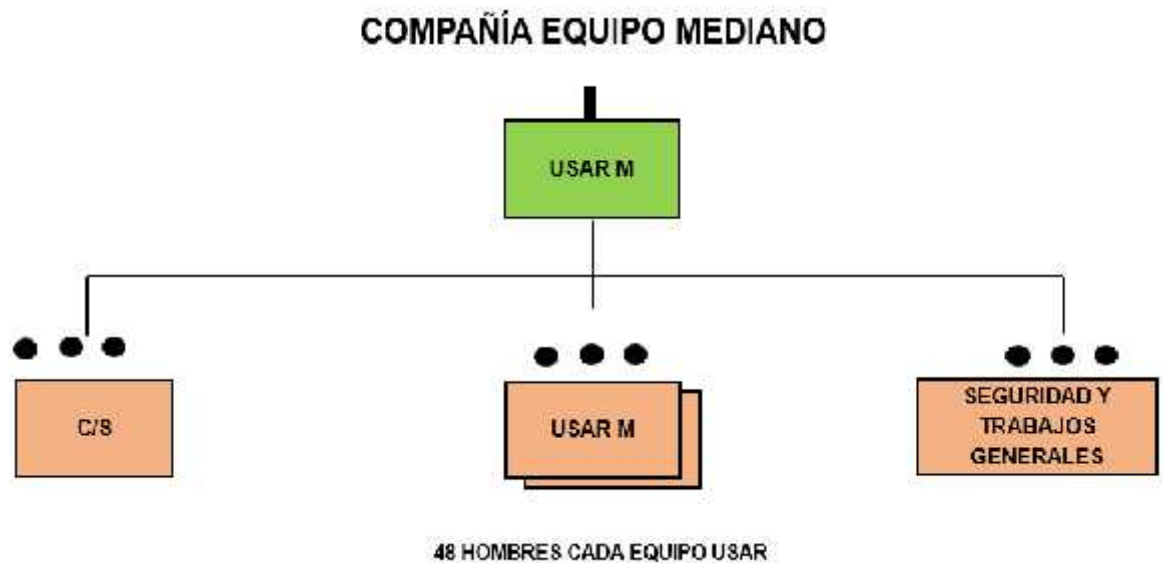 COMPAÑÍA EQUIPO MEDIANO
USAR M
C/S
USAR M
SEGURIDAD Y
TRABAJOS
GENERALES
48 HOMBRES CADA EQUIPO USAR